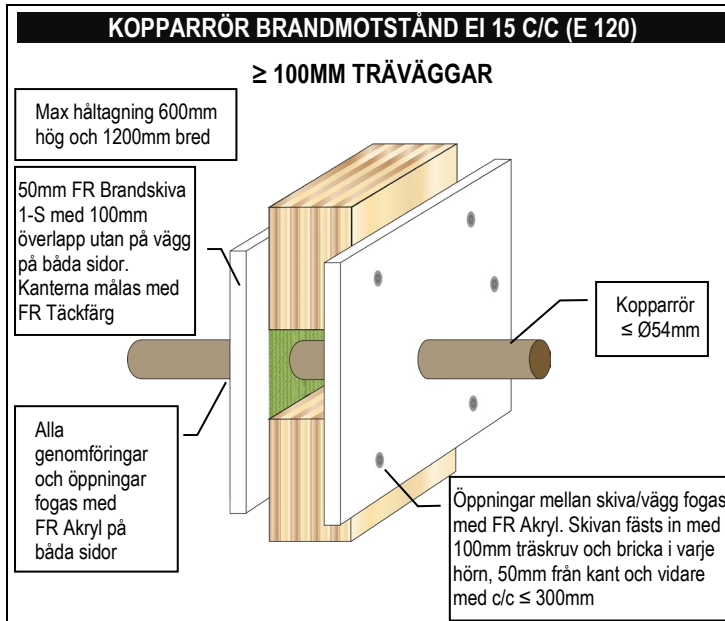 KOPPARRÖR BRANDMOTSTÅND EI 15 C/C (E 120)
≥ 100MM TRÄVÄGGAR
Max håltagning 600mm
hög och 1200mm bred
50mm FR Brandskiva
1-S med 100mm
överlapp utan på vägg
på båda sidor.
Kanterna målas med
FR Täckfärg
Kopparrör
≤ Ø54mm
Alla
genomföringar
och öppningar
fogas med
FR Akryl på
båda sidor
Öppningar mellan skiva/vägg fogas
med FR Akryl. Skivan fästs in med
100mm träskruv och bricka i varje
hörn, 50mm från kant och vidare
med c/c ≤ 300mm